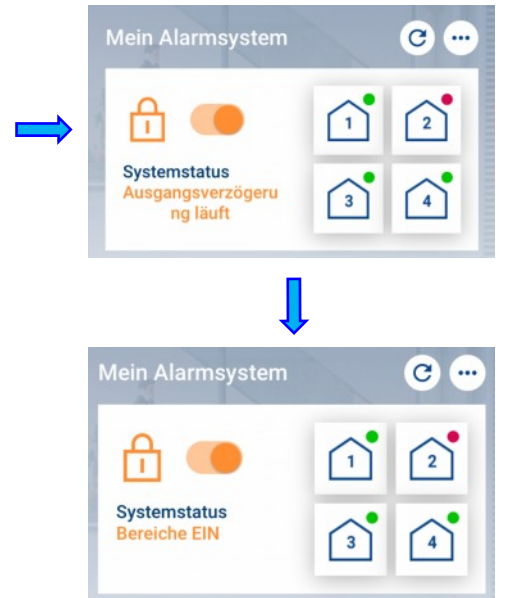 Mein Alarmsystem
1
2
Systemstatus
Ausgangsverzögeru
ng läuft
3
4
Mein Alarmsystem
1
2
Systemstatus
Bereiche EIN
3
4